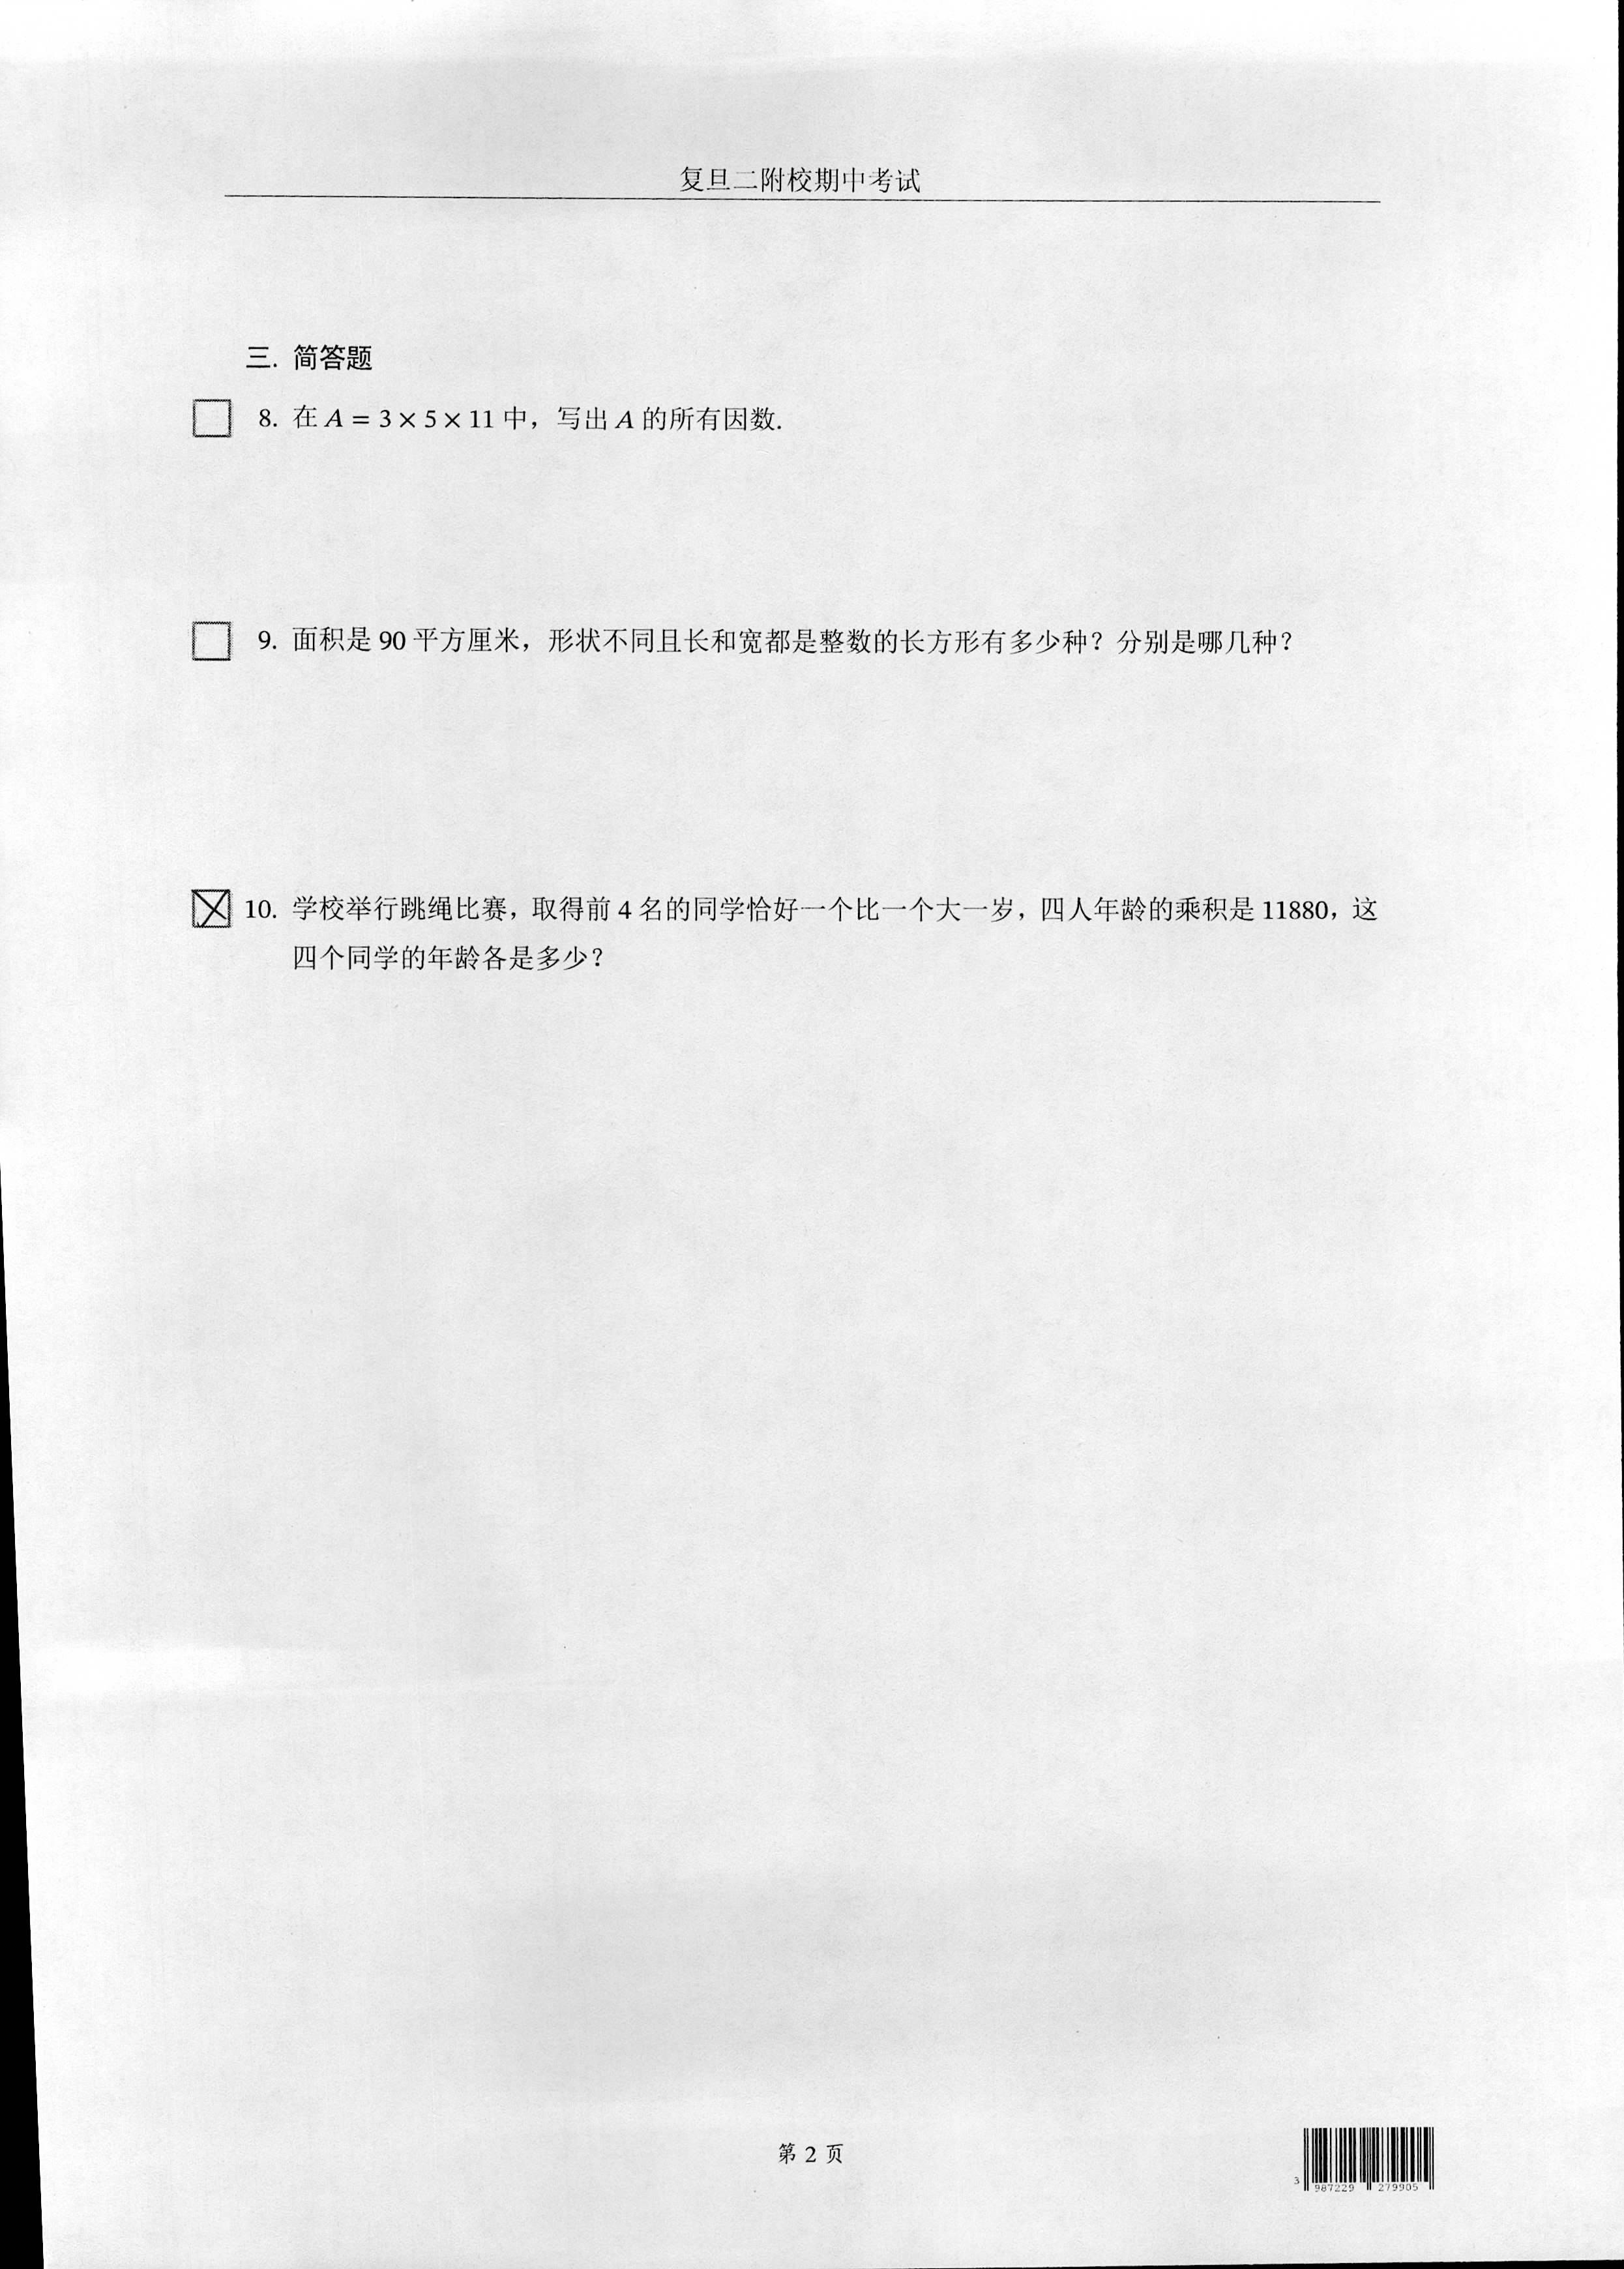 复旦二附校期中考试
三. 简答题
8. 在 A = 3 × 5 × 11 中，写出 A 的所有因数.
9. 面积是 90 平方厘米，形状不同且长和宽都是整数的长方形有多少种？分别是哪几种？
10. 学校举行跳绳比赛，取得前 4 名的同学恰好一个比一个大一岁，四人年龄的乘积是 11880，这
四个同学的年龄各是多少？
第 2 页
3 987229 279905